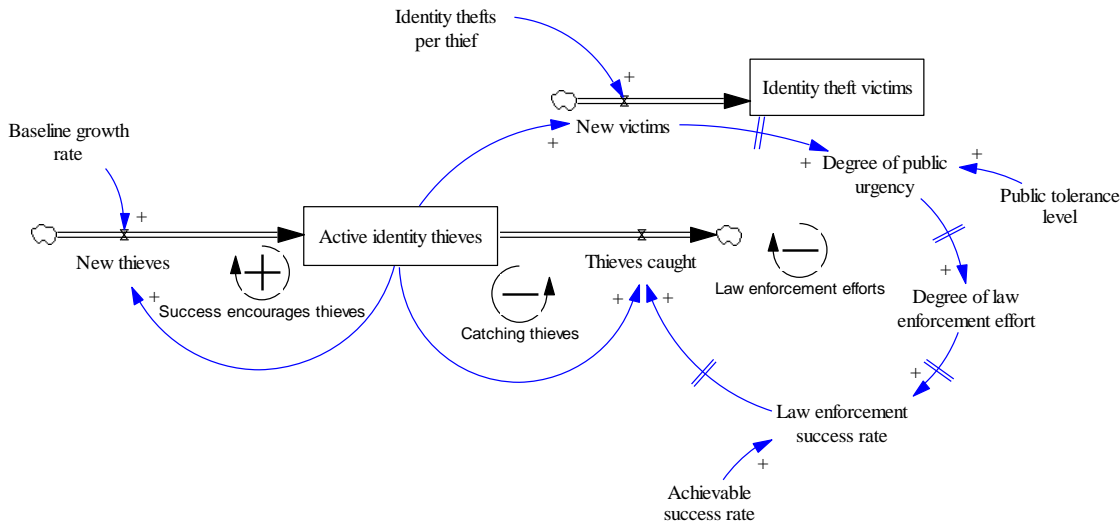 Identity thefts
per thief
Identity theft victims
+
New victims
+
Baseline growth
rate
+
Degree of public
urgency
+
+
Public tolerance
level
+
New thieves
Active identity thieves
Thieves caught
+
Success encourages thieves
Catching thieves
Law enforcement efforts
+
+
+
Degree of law
enforcement effort
+
Law enforcement
success rate
+
Achievable
success rate